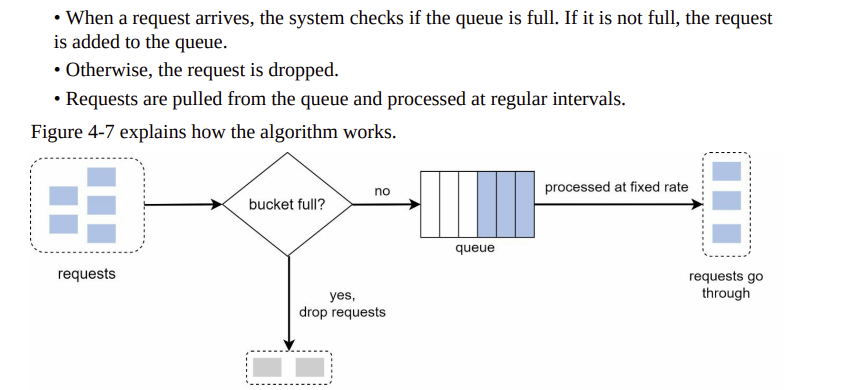 • When a request arrives, the system checks if the queue is full. If it is not full, the request
is added to the queue.
• Otherwise, the request is dropped.
• Requests are pulled from the queue and processed at regular intervals.
Figure 4-7 explains how the algorithm works.
requests
bucket full?
no
queue
processed at fixed rate
requests go
through
yes,
drop requests